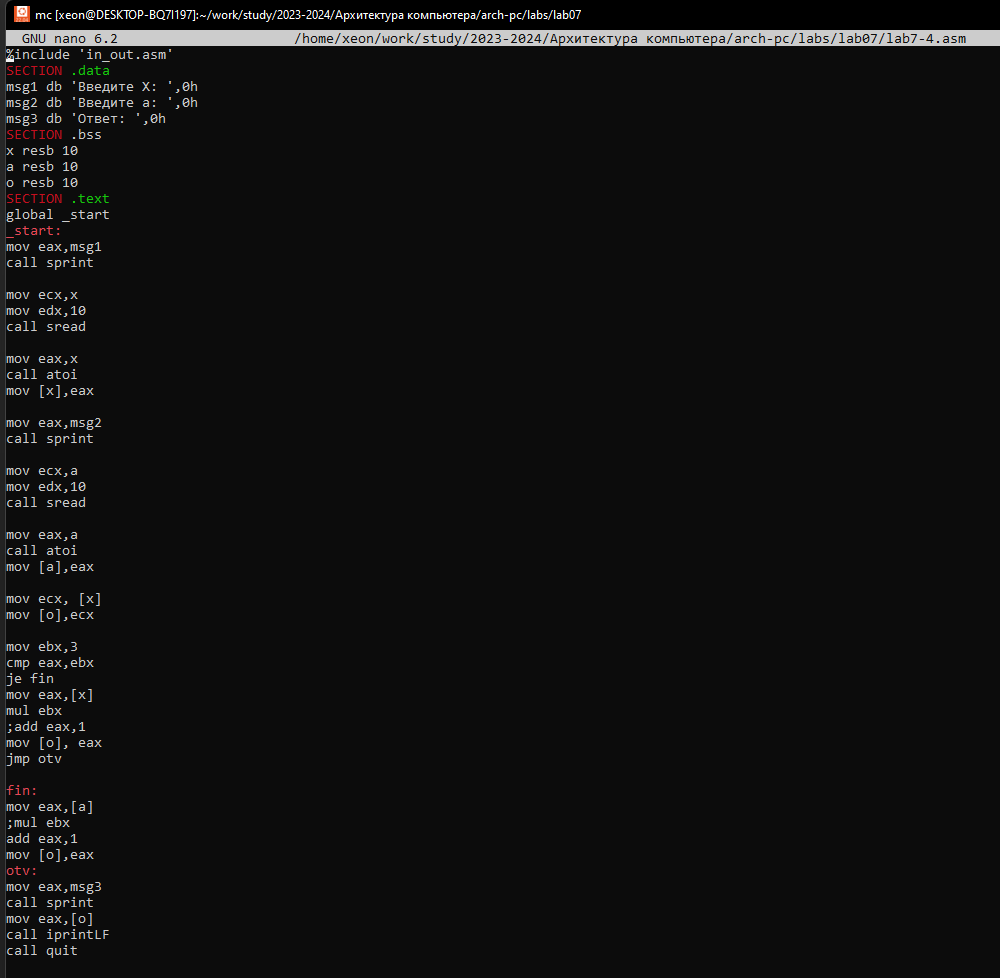 mc [xeon@DESKTOP-BQ7I197]:~/work/study/2023-2024/Архитектура компьютера/arch-pc/labs/lab07
GNU nano 6.2 /home/xeon/work/study/2023-2024/Архитектура компьютера/arch-pc/labs/lab07/lab7-4.asm
%include 'in_out.asm'
SECTION .data
msg1 db 'Введите X: ',0h
msg2 db 'Введите a: ',0h
msg3 db 'Ответ: ',0h
SECTION .bss
x resb 10
a resb 10
o resb 10
SECTION .text
global _start
_start:
mov eax,msg1
call sprint

mov ecx,x
mov edx,10
call sread

mov eax,x
call atoi
mov [x],eax

mov eax,msg2
call sprint

mov ecx,a
mov edx,10
call sread

mov eax,a
call atoi
mov [a],eax

mov ecx, [x]
mov [o],ecx

mov ebx,3
cmp eax,ebx
je fin
mov eax,[x]
mul ebx
;add eax,1
mov [o], eax
jmp otv

fin:
mov eax,[a]
;mul ebx
add eax,1
mov [o],eax
otv:
mov eax,msg3
call sprint
mov eax,[o]
call iprintLF
call quit